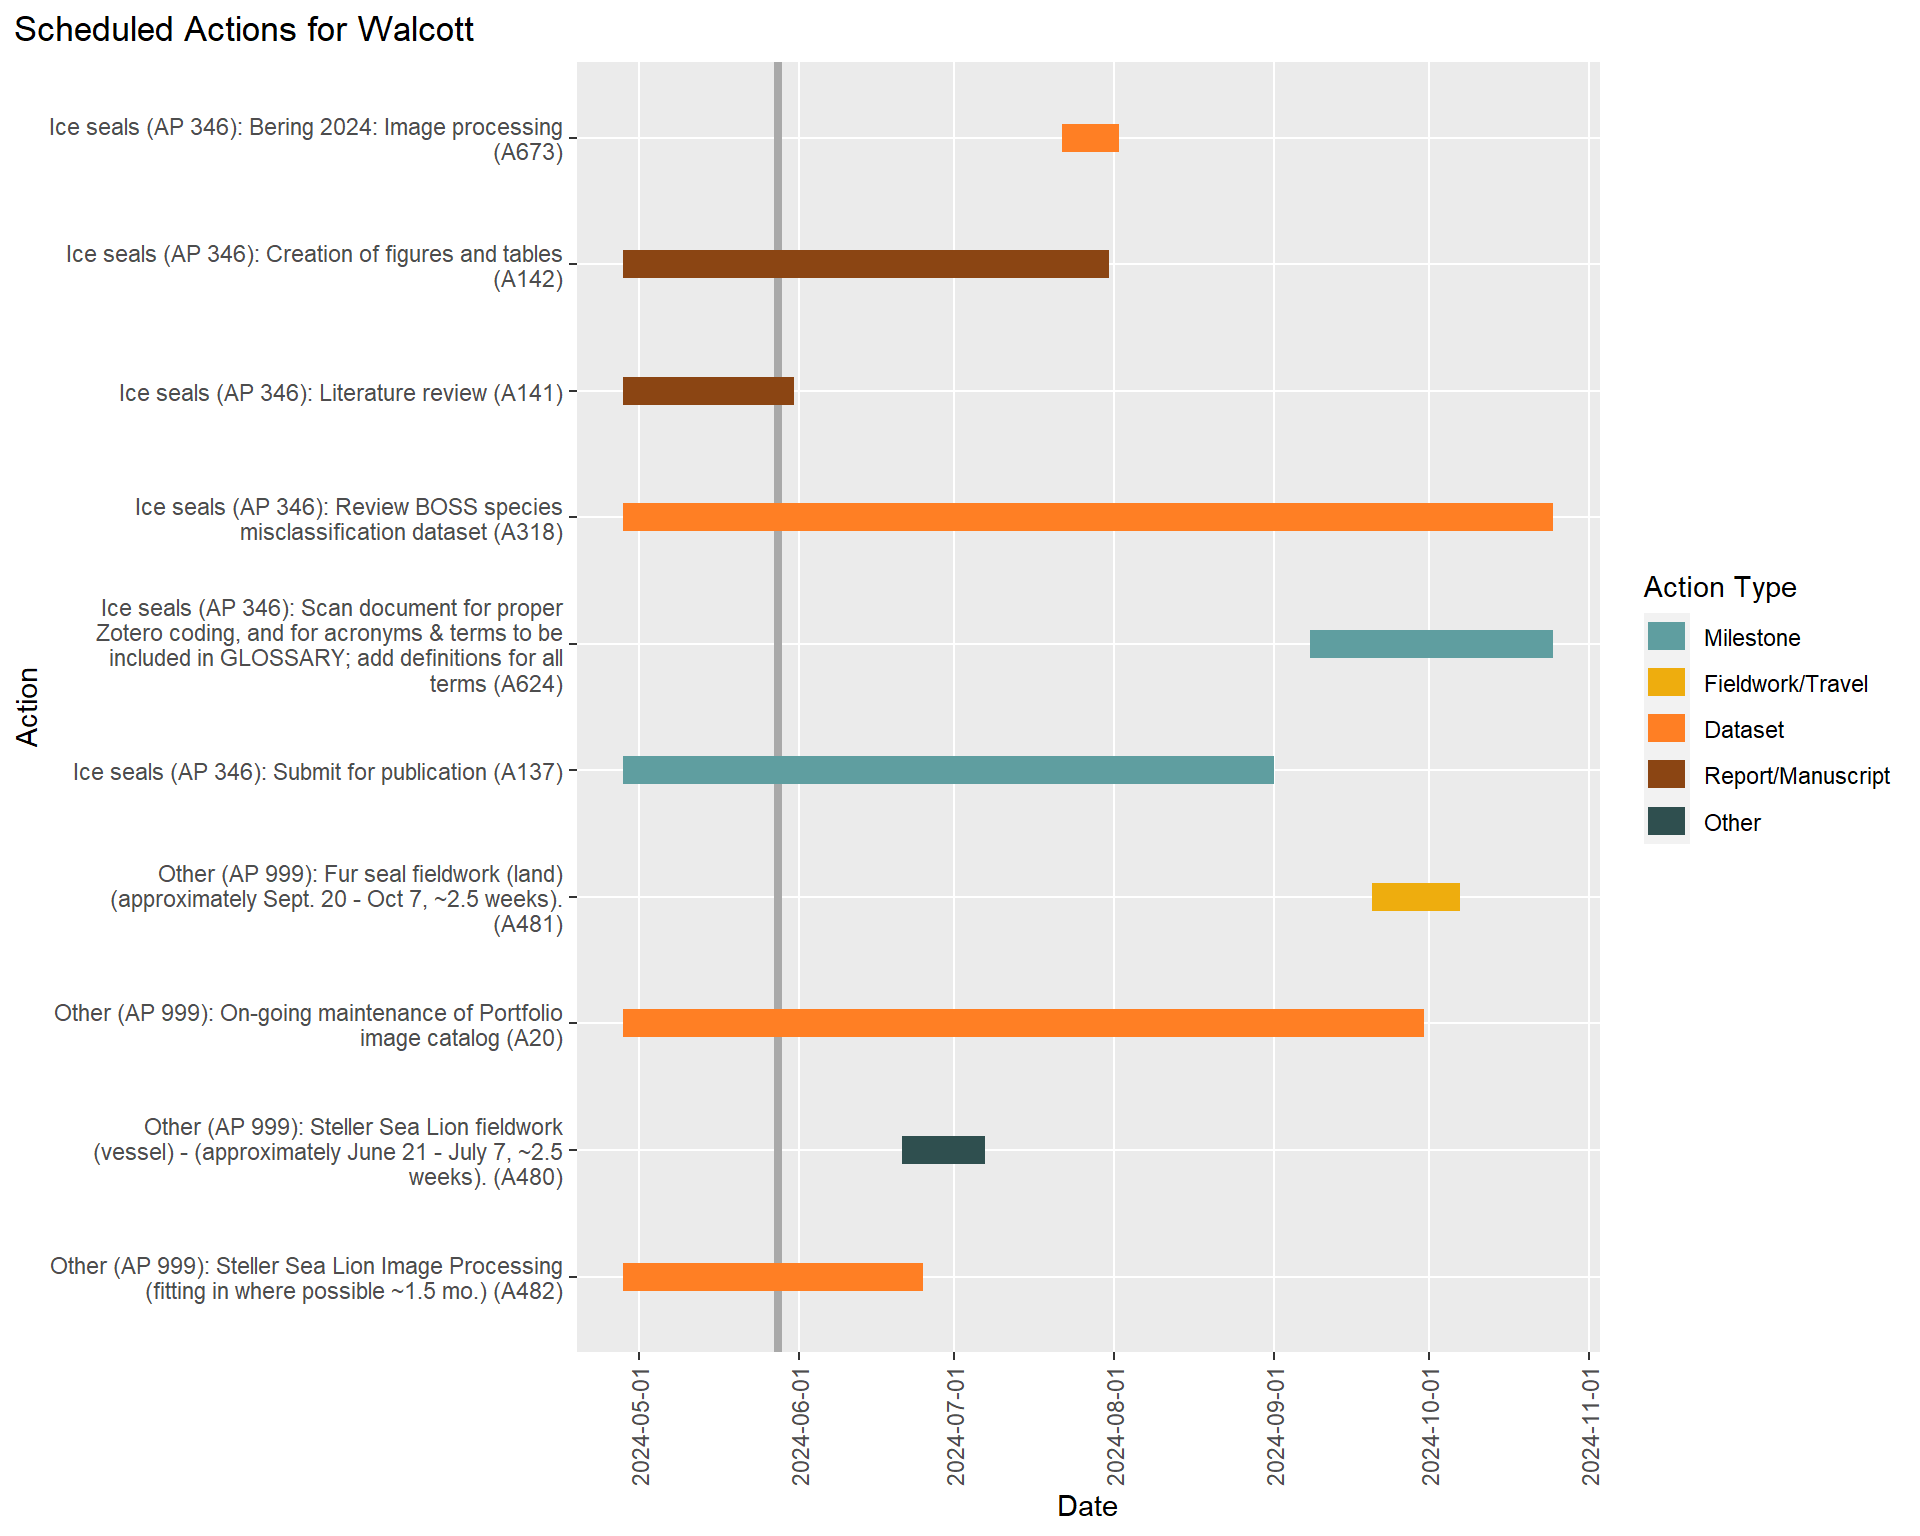 Scheduled Actions for Walcott
Ice seals (AP 346): Bering 2024: Image processing
(A673)
Ice seals (AP 346): Creation of figures and tables
(A142)
Ice seals (AP 346): Literature review (A141)
Ice seals (AP 346): Review BOSS species
misclassification dataset (A318)
Ice seals (AP 346): Scan document for proper
Zotero coding, and for acronyms & terms to be
included in GLOSSARY; add definitions for all
terms (A624)
Ice seals (AP 346): Submit for publication (A137)
Other (AP 999): Fur seal fieldwork (land)
(approximately Sept. 20 - Oct 7, ~2.5 weeks).
(A481)
Other (AP 999): On-going maintenance of Portfolio
image catalog (A20)
Other (AP 999): Steller Sea Lion fieldwork
(vessel) - (approximately June 21 - July 7, ~2.5
weeks). (A480)
Other (AP 999): Steller Sea Lion Image Processing
(fitting in where possible ~1.5 mo.) (A482)
Action
2024-05-01
2024-06-01
2024-07-01
2024-08-01
2024-09-01
2024-10-01
2024-11-01
Date
Action Type
Milestone
Fieldwork/Travel
Dataset
Report/Manuscript
Other